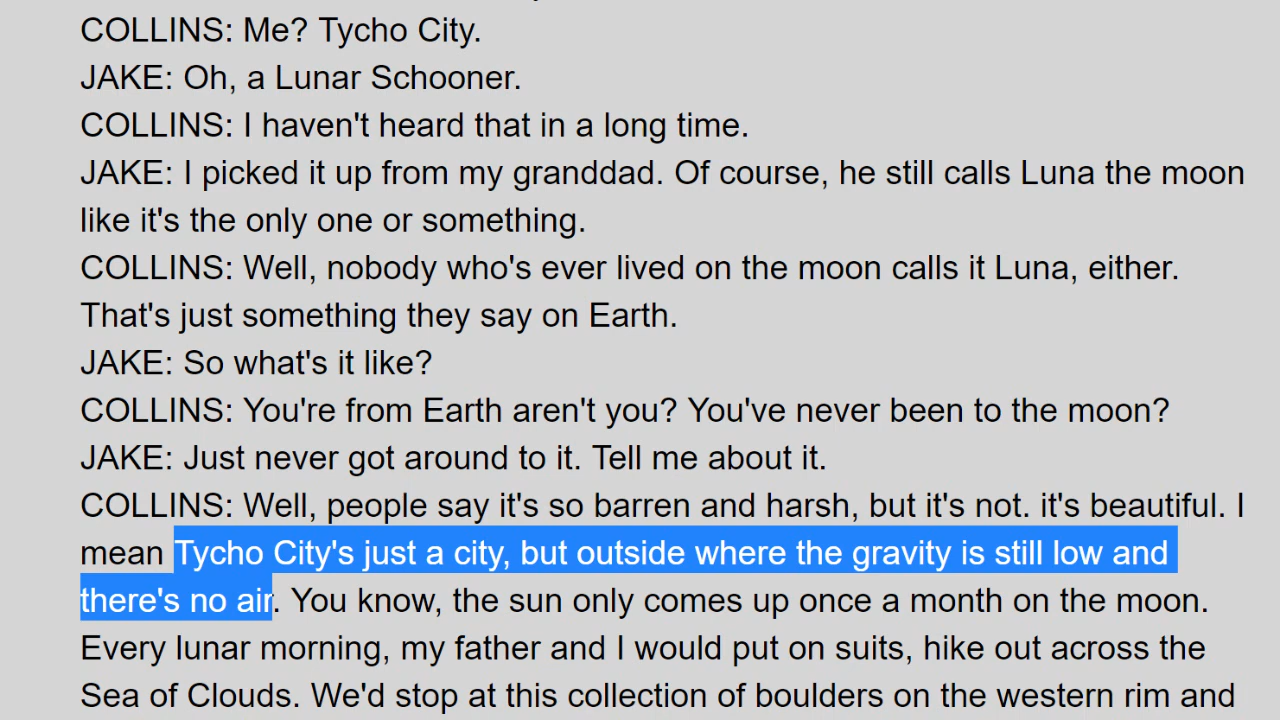 COLLINS: Me? Tycho City.
JAKE: Oh, a Lunar Schooner.
COLLINS: I haven't heard that in a long time.
JAKE: I picked it up from my granddad. Of course, he still calls Luna the moon
like it's the only one or something.
COLLINS: Well, nobody who's ever lived on the moon calls it Luna, either.
That's just something they say on Earth.
JAKE: So what's it like?
COLLINS: You're from Earth aren't you? You've never been to the moon?
JAKE: Just never got around to it. Tell me about it.
COLLINS: Well, people say it's so barren and harsh, but it's not. it's beautiful. I
mean Tycho City's just a city, but outside where the gravity is still low and
there's no air. You know, the sun only comes up once a month on the moon.
Every lunar morning, my father and I would put on suits, hike out across the
Sea of Clouds. We'd stop at this collection of boulders on the western rim and